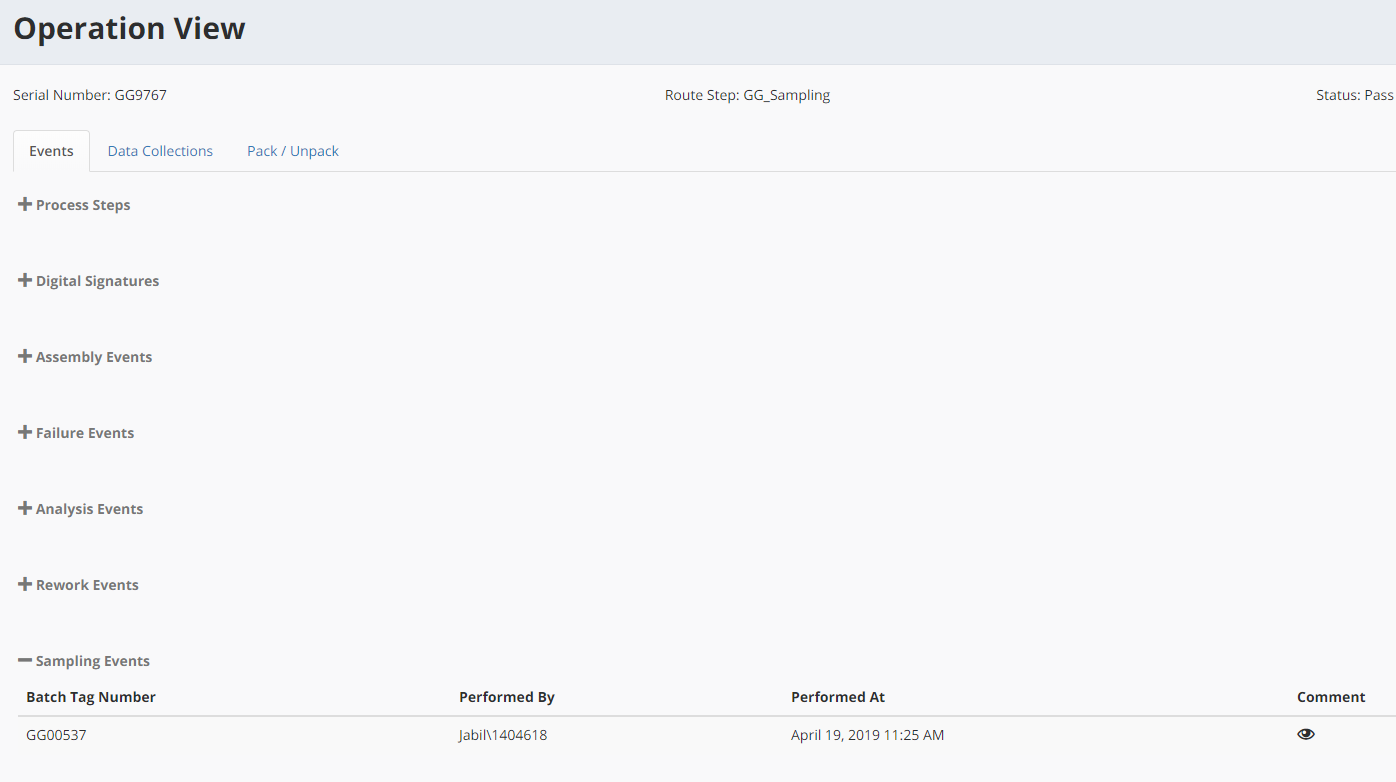 Operation View
Serial Number: GG9767 Route Step: GG_Sampling Status: Pass
Events Data Collections Pack / Unpack
Process Steps
Digital Signatures
Assembly Events
Failure Events
Analysis Events
Rework Events
Sampling Events
Batch Tag Number Performed By Performed At Comment
GG00537 Jabil\1404618 April 19, 2019 11:25 AM